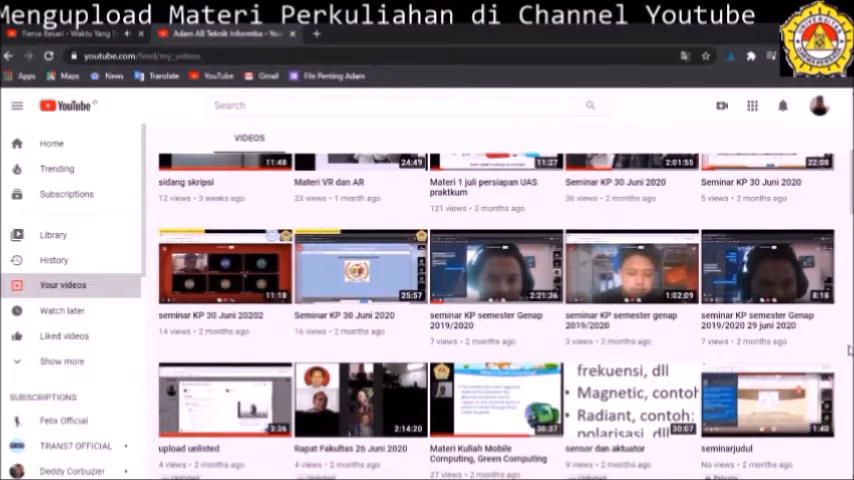 Mengupload Materi Perkuliahan di Channel Youtube
Fiersa Besari - Waktu Yang
Adam AB Teknik Informtika - You
youtube.com/feed/my_videos
Apps
Maps
News
Translate
YouTube
Gmail
File Penting Adam
YouTube
Search
VIDEOS
Home
Trending
Subscriptions
Library
History
Your videos
Watch later
Liked videos
Show more
SUBSCRIPTIONS
Felix Official
TRANS7 OFFICIAL
Deddy Corbuzier
11:48
24:49
11:27
2:01:55
22:08
sidang skripsi
12 views • 3 weeks ago
Materi VR dan AR
23 views • 1 month ago
Materi 1 juli persiapan UAS
praktkum
121 views • 2 months ago
Seminar KP 30 Juni 2020
36 views • 2 months ago
Seminar KP 30 Juni 2020
5 views • 2 months ago
11:18
25:57
2:21:36
1:02:09
8:18
seminar KP 30 Juni 20202
14 views • 2 months ago
Seminar KP 30 Juni 2020
16 views • 2 months ago
seminar KP semester Genap
2019/2020
7 views • 2 months ago
seminar KP semester genap
2019/2020
3 views • 2 months ago
seminar KP semester Genap
2019/2020 29 juni 2020
7 views • 2 months ago
3:36
2:14:20
30:37
frekuensi, dll
• Magnetic, contoh
• Radiant, contoh:
polarisasi, dll
30:07
1:40
upload unlisted
4 views • 2 months ago
Unlisted
Rapat Fakultas 26 Juni 2020
4 views • 2 months ago
Unlisted
Materi Kuliah Mobile
Computing, Green Computing
27 views • 2 months ago
sensor dan aktuator
9 views • 2 months ago
Unlisted
seminarjudul
No views • 2 months ago
Private